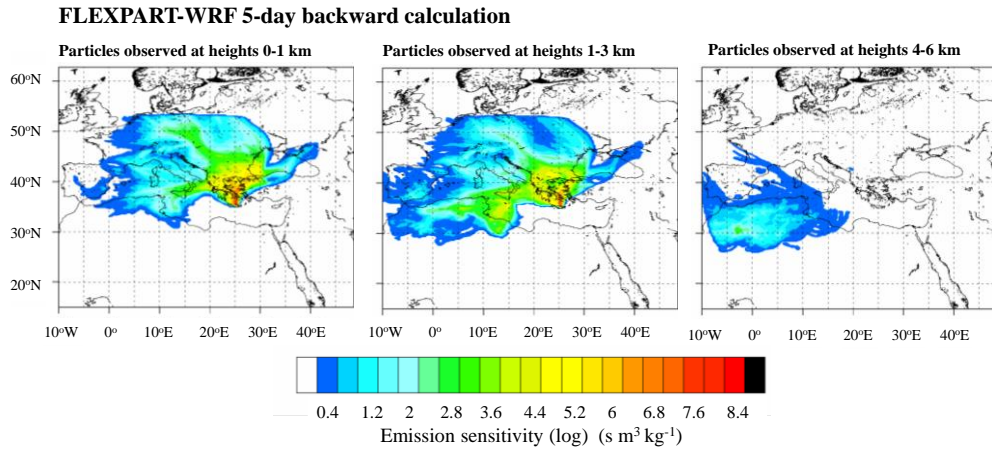 FLEXPART-WRF 5-day backward calculation
Particles observed at heights 0-1 km
Particles observed at heights 1-3 km
Particles observed at heights 4-6 km
60°N
50°N
40°N
30°N
20°N
10°W 0° 10°E 20°E 30°E 40°E
10°W 0° 10°E 20°E 30°E 40°E
10°W 0° 10°E 20°E 30°E 40°E
0.4 1.2 2 2.8 3.6 4.4 5.2 6 6.8 7.6 8.4
Emission sensitivity (log) (s m³ kg⁻¹)